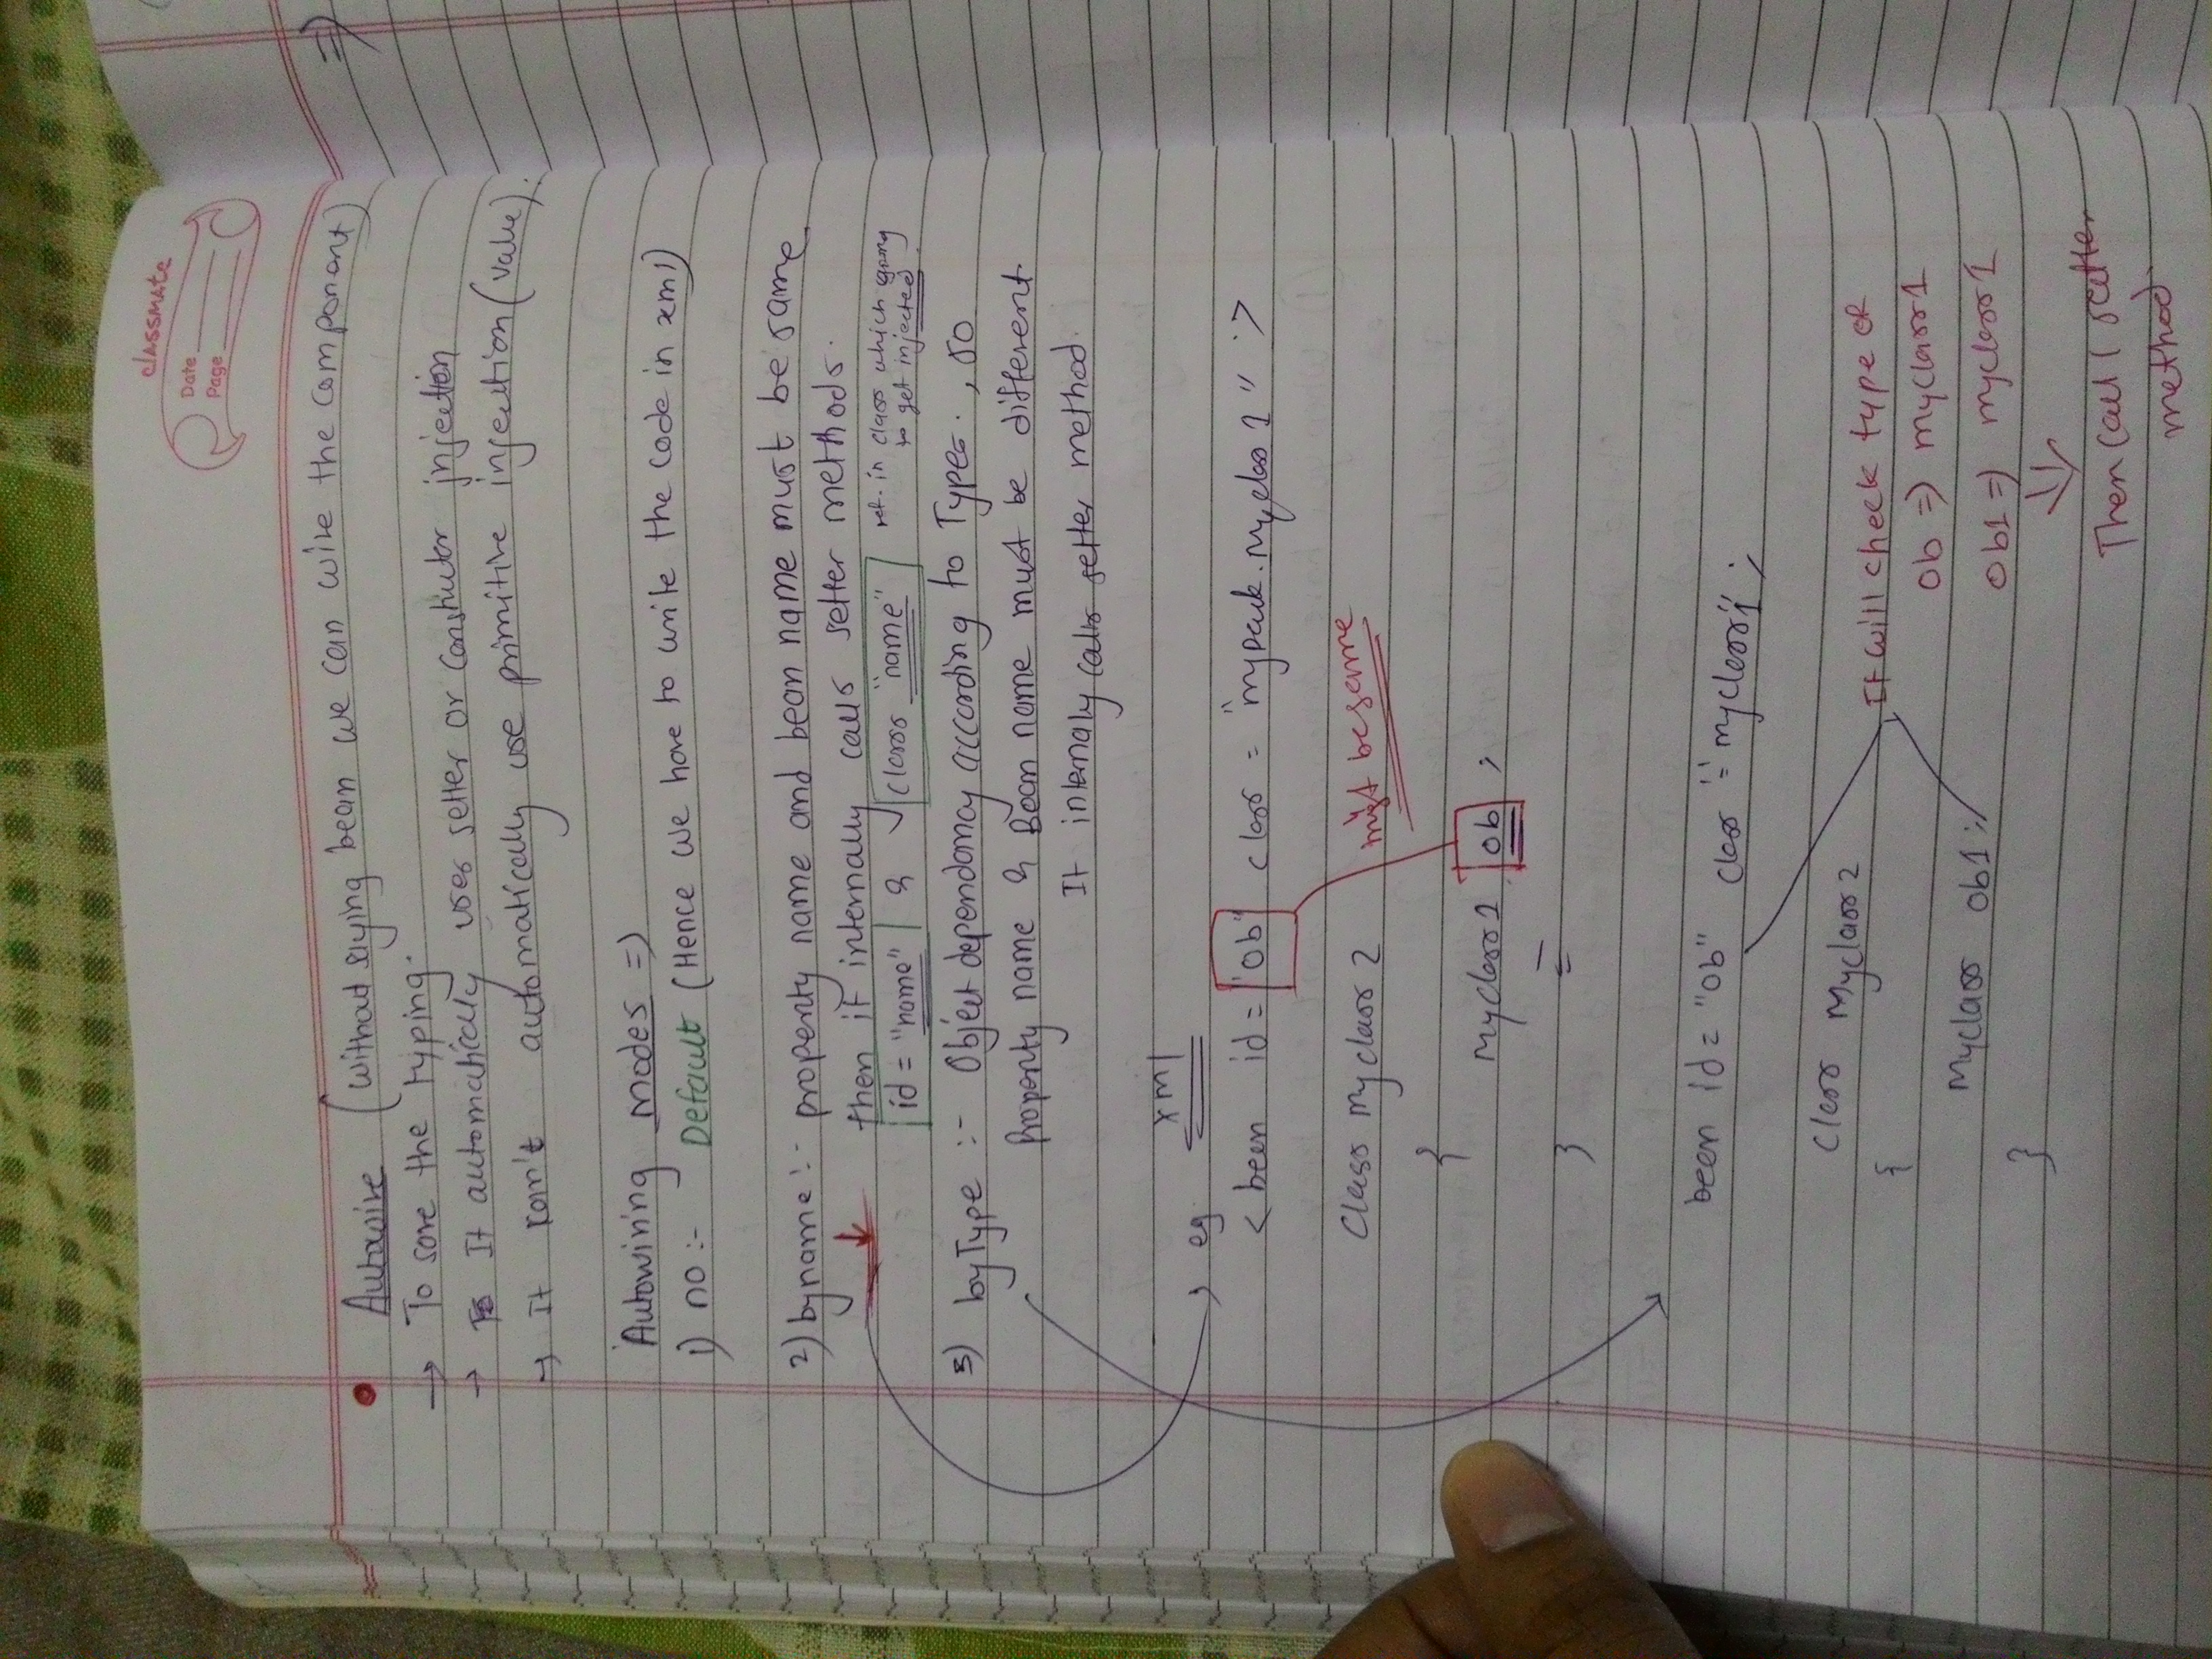 classmate
Date
Page
Autowire (without saying bean we can wire the component)
→ To save the typing.
→ It automatically uses setter or Constructor injection
→ It can't automatically use primitive injection (value).
Autowiring modes =>
1) no :- Default (Hence we have to write the code in xml)
2) byname :- property name and bean name must be same
then it internally calls setter methods.
id = "name" & class "name" ref. in class which going
to get injected
3) byType :- Object dependancy according to Types. , so
Property name & Bean name must be different.
It internaly calls setter method.
eg xml
< been id = "ob" class = "mypack.Myclass 1" >
Class Myclass 2 must be same
{
Myclass 1 ob ;
}
been id = "ob" class = "myclass1" ;
Class Myclass 2
{ It will check type of
ob => myclass1
Myclass ob1 ;
ob1 => myclass1
}
Then call setter
method